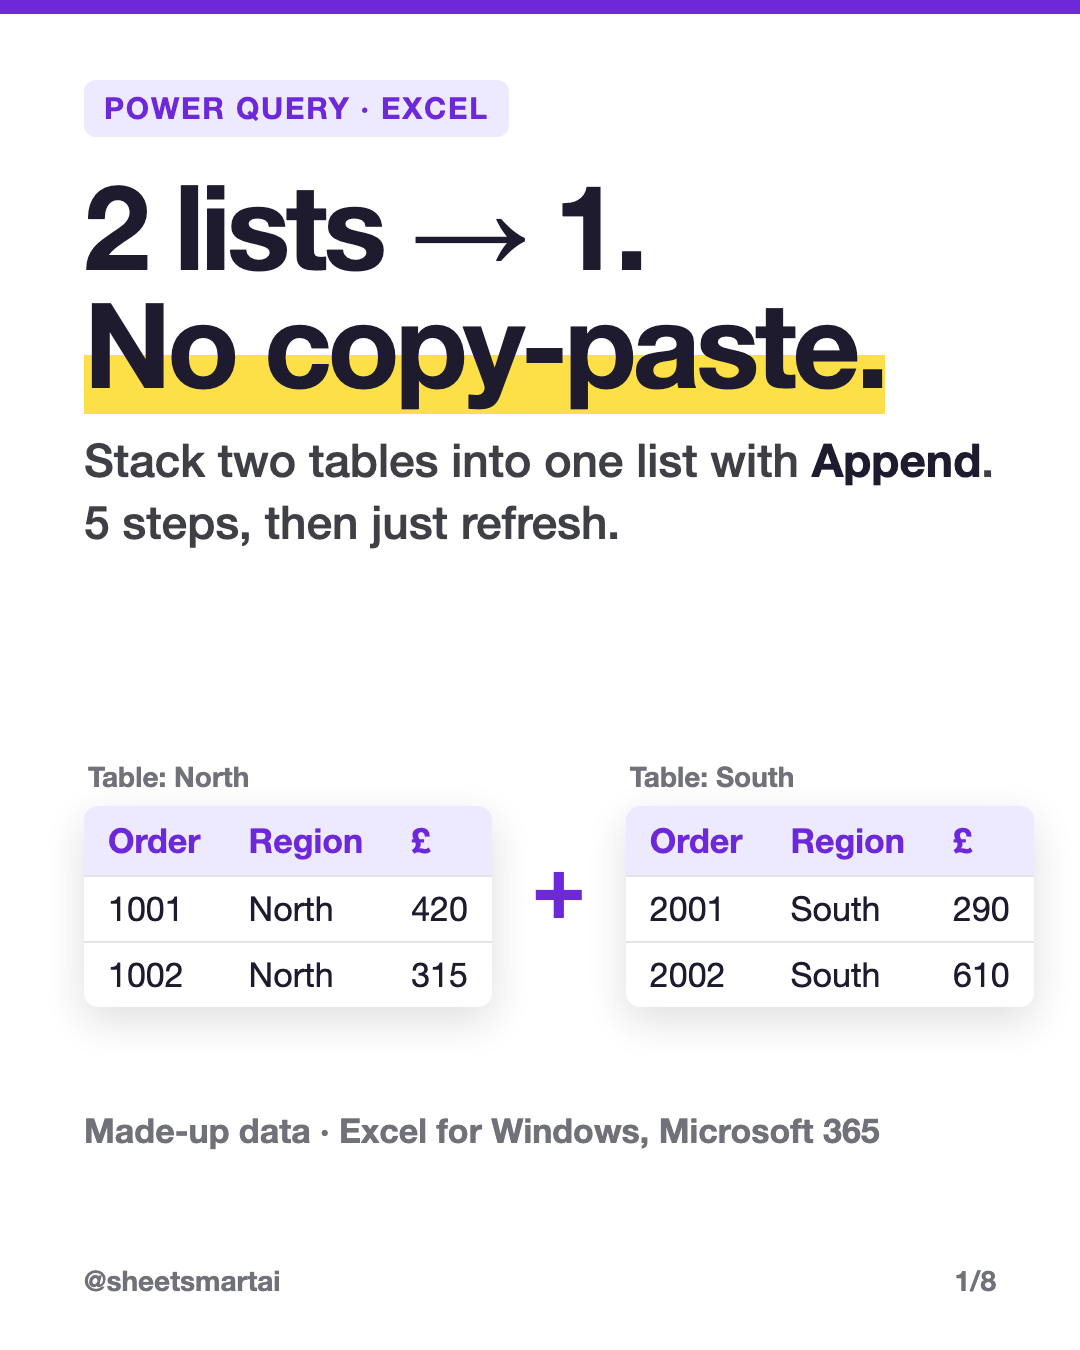 POWER QUERY · EXCEL
2 lists → 1.
No copy-paste.
Stack two tables into one list with Append.
5 steps, then just refresh.
Table: North
Order Region £
1001 North 420
1002 North 315
+
Table: South
Order Region £
2001 South 290
2002 South 610
Made-up data · Excel for Windows, Microsoft 365
@sheetsmartai
1/8